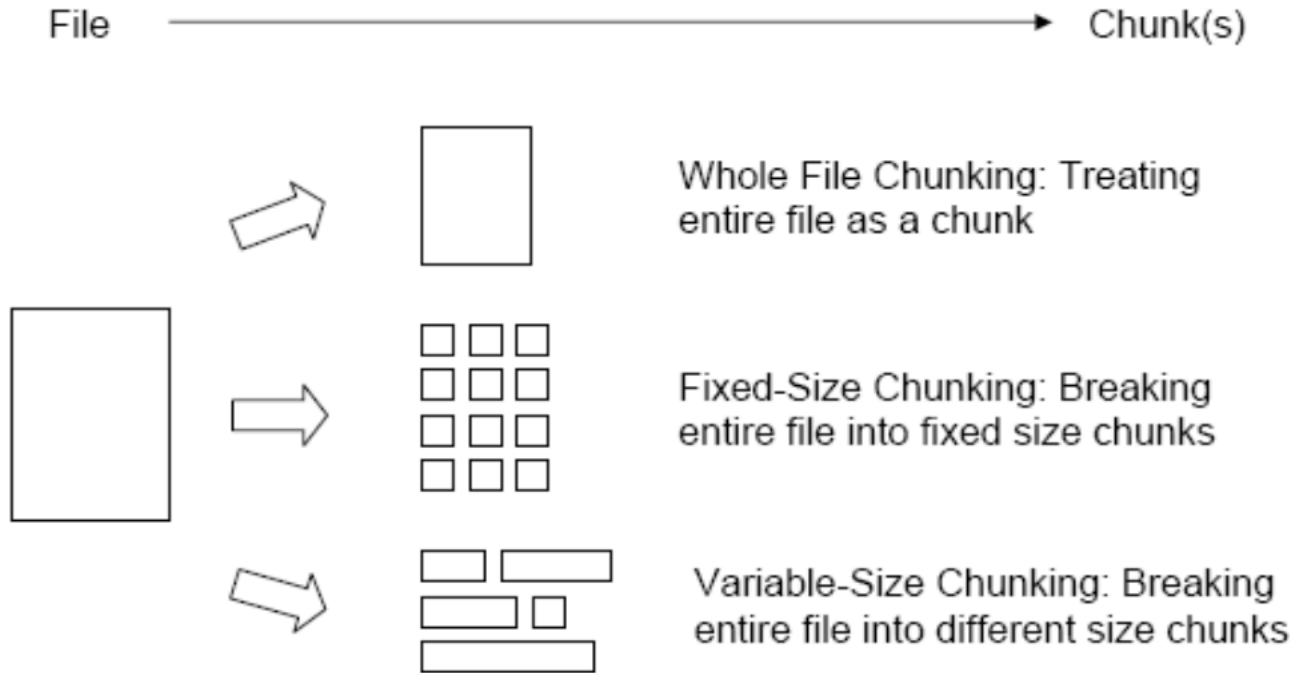 File
Chunk(s)
Whole File Chunking: Treating
entire file as a chunk
Fixed-Size Chunking: Breaking
entire file into fixed size chunks
Variable-Size Chunking: Breaking
entire file into different size chunks